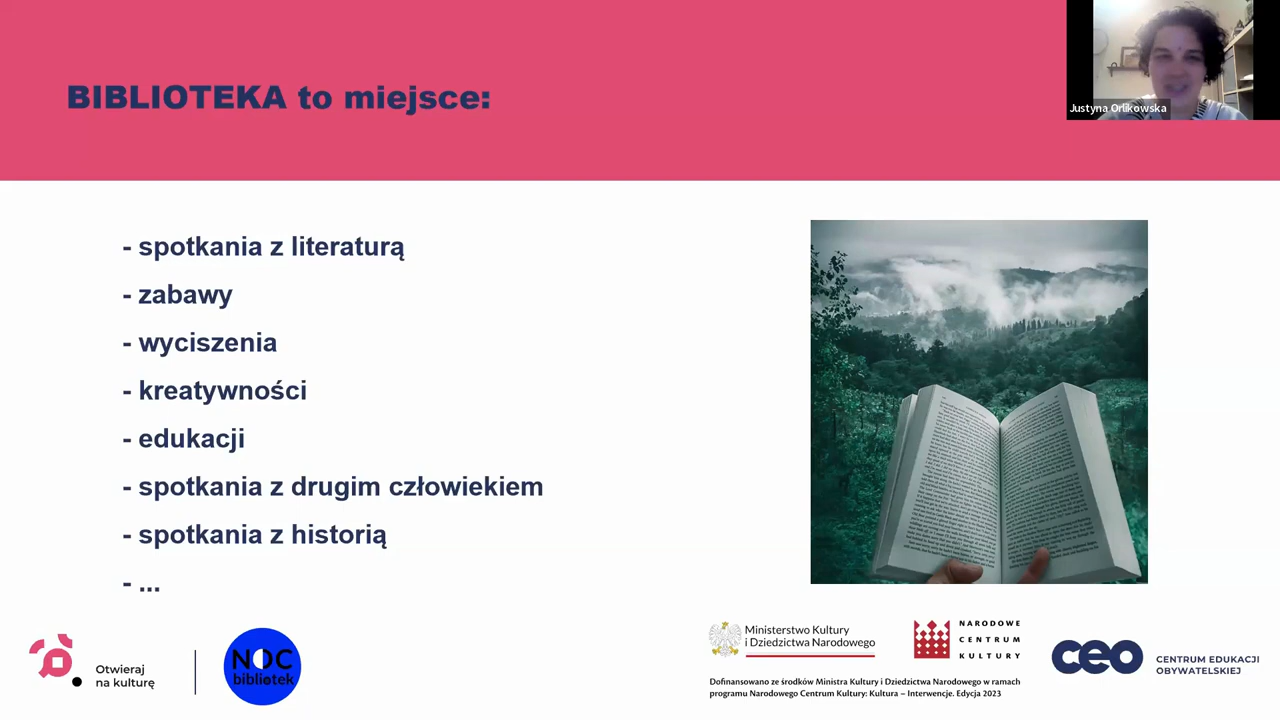 BIBLIOTEKA to miejsce:
Justyna Orlikowska
- spotkania z literaturą
- zabawy
- wyciszenia
- kreatywności
- edukacji
- spotkania z drugim człowiekiem
- spotkania z historią
- ...
Otwieraj
na kulturę
NOC
bibliotek
Ministerstwo Kultury
i Dziedzictwa Narodowego
NARODOWE
CENTRUM
KULTURY
Dofinansowano ze środków Ministra Kultury i Dziedzictwa Narodowego w ramach
programu Narodowego Centrum Kultury: Kultura – Interwencje. Edycja 2023
ceo
CENTRUM EDUKACJI
OBYWATELSKIEJ